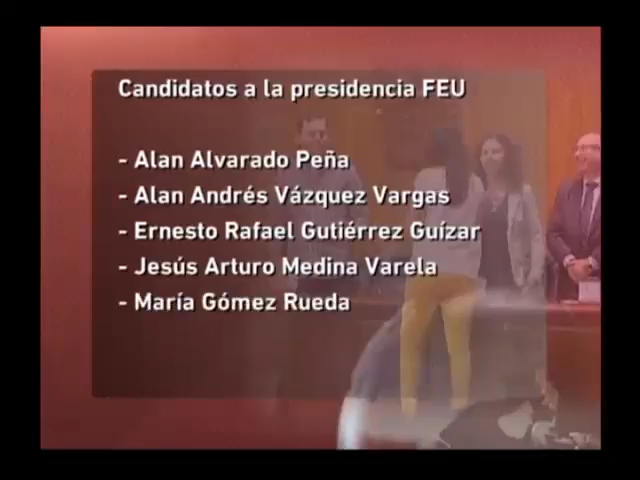 Candidatos a la presidencia FEU
- Alan Alvarado Peña
- Alan Andrés Vázquez Vargas
- Ernesto Rafael Gutiérrez Guízar
- Jesús Arturo Medina Varela
- María Gómez Rueda